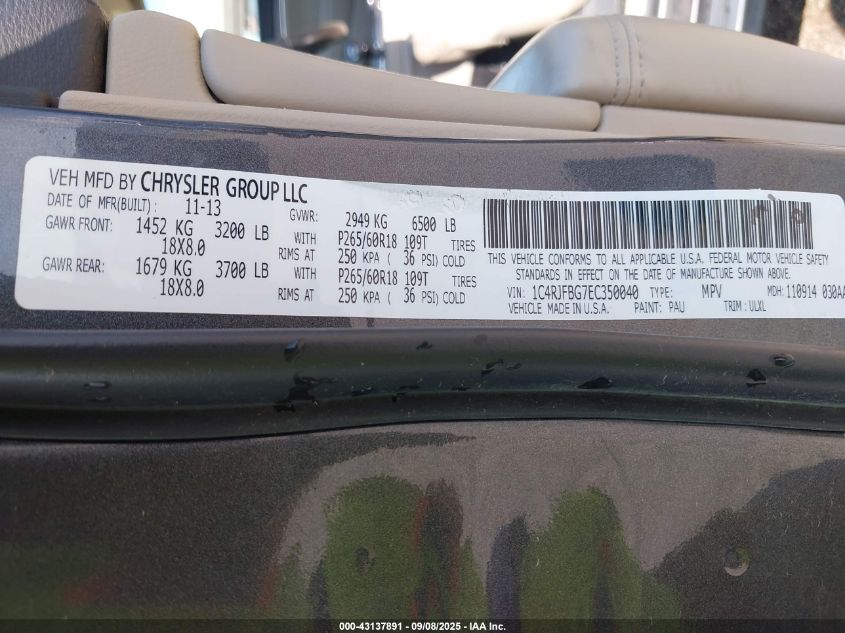 VEH MFD BY CHRYSLER GROUP LLC
DATE OF MFR(BUILT): 11-13 GVWR: 2949 KG 6500 LB
GAWR FRONT: 1452 KG 3200 LB WITH P265/60R18 109T TIRES
18X8.0 RIMS AT 250 KPA ( 36 PSI) COLD
GAWR REAR: 1679 KG 3700 LB WITH P265/60R18 109T TIRES
18X8.0 RIMS AT 250 KPA ( 36 PSI) COLD
THIS VEHICLE CONFORMS TO ALL APPLICABLE U.S.A. FEDERAL MOTOR VEHICLE SAFETY
STANDARDS IN EFFECT ON THE DATE OF MANUFACTURE SHOWN ABOVE.
VIN: 1C4RJFBG7EC350040 TYPE: MPV MDH: 110914 030AA
VEHICLE MADE IN U.S.A. PAINT: PAU TRIM: ULXL
000-43137891 - 09/08/2025 - IAA Inc.